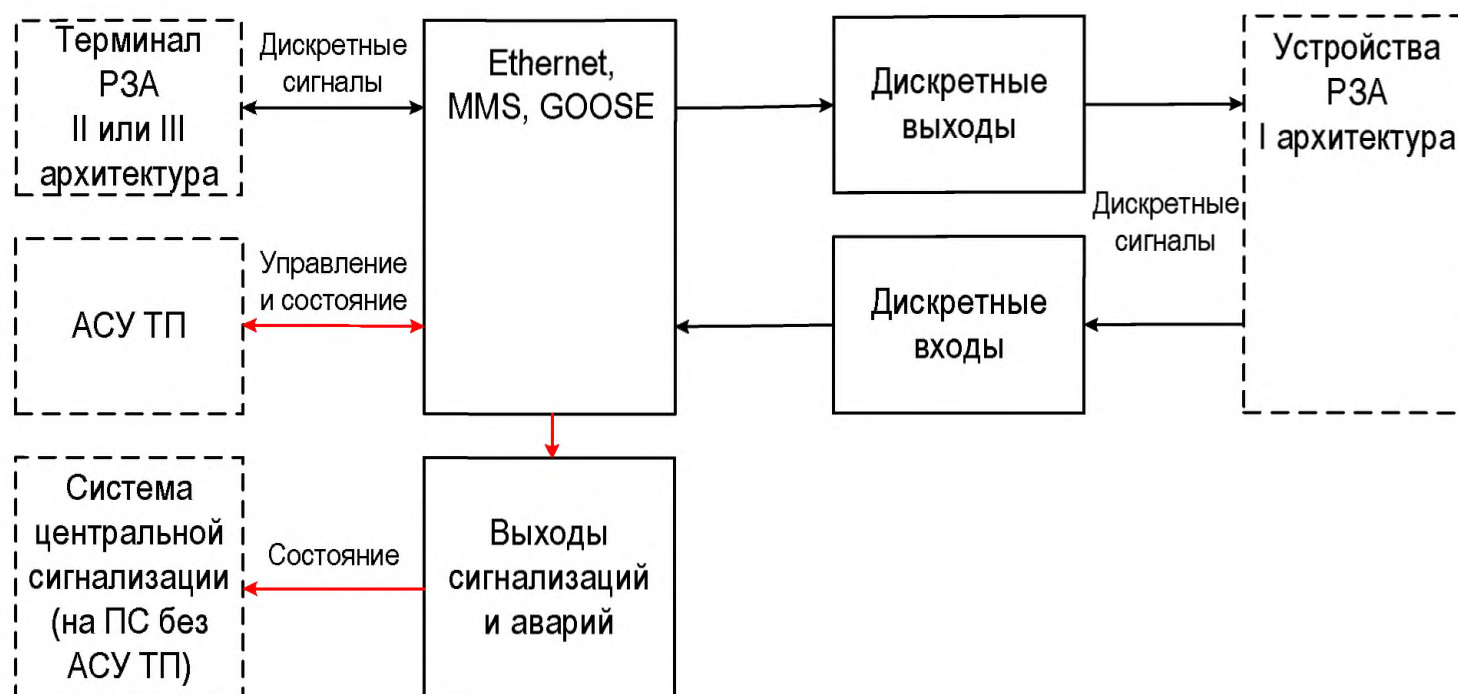 Терминал
РЗА
II или III
архитектура
Дискретные
сигналы
Ethernet,
MMS, GOOSE
Дискретные
выходы
Устройства
РЗА
I архитектура
Дискретные
сигналы
АСУ ТП
Управление
и состояние
Дискретные
входы
Система
центральной
сигнализации
(на ПС без
АСУ ТП)
Состояние
Выходы
сигнализаций
и аварий